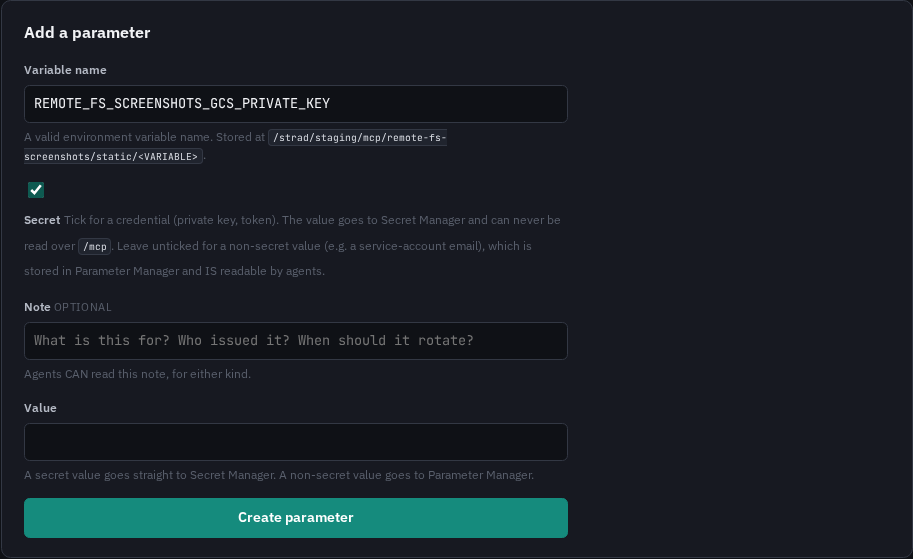 Add a parameter
Variable name
REMOTE_FS_SCREENSHOTS_GCS_PRIVATE_KEY
A valid environment variable name. Stored at /strad/staging/mcp/remote-fs-
screenshots/static/<VARIABLE>.
Secret Tick for a credential (private key, token). The value goes to Secret Manager and can never be
read over /mcp. Leave unticked for a non-secret value (e.g. a service-account email), which is
stored in Parameter Manager and IS readable by agents.
Note OPTIONAL
What is this for? Who issued it? When should it rotate?
Agents CAN read this note, for either kind.
Value
A secret value goes straight to Secret Manager. A non-secret value goes to Parameter Manager.
Create parameter